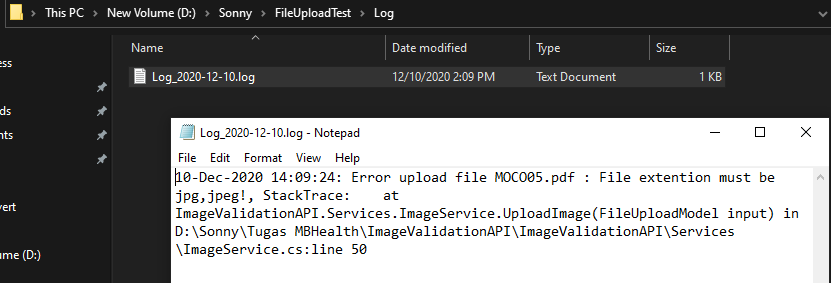 This PC > New Volume (D:) > Sonny > FileUploadTest > Log
Name Date modified Type Size
ess
Log_2020-12-10.log 12/10/2020 2:09 PM Text Document 1 KB
ds
nts
vert
ume (D:)
Log_2020-12-10.log - Notepad
File Edit Format View Help
10-Dec-2020 14:09:24: Error upload file MOCO05.pdf : File extention must be
jpg,jpeg!, StackTrace:    at
ImageValidationAPI.Services.ImageService.UploadImage(FileUploadModel input) in
D:\Sonny\Tugas MBHealth\ImageValidationAPI\ImageValidationAPI\Services
\ImageService.cs:line 50